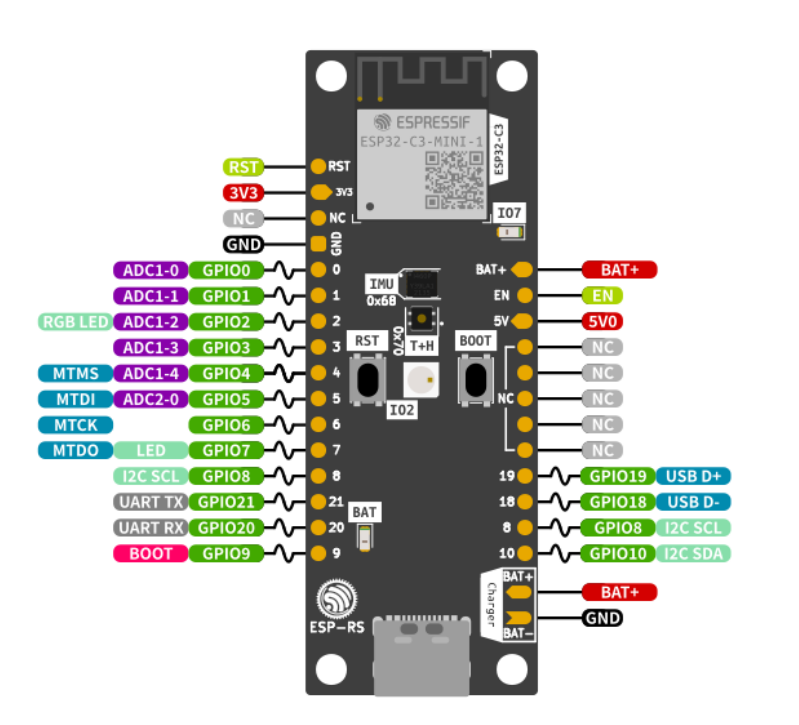 ESPRESSIF
ESP32-C3-MINI-1
ESP32-C3
RST RST
3V3 3V3
NC NC
IO7
GND GND
ADC1-0 GPIO0 0
IMU
0x68
BAT+ BAT+
ADC1-1 GPIO1 1
EN EN
RGB LED ADC1-2 GPIO2 2
5V 5V0
0x70
T+H
ADC1-3 GPIO3 3
RST
BOOT
NC
MTMS ADC1-4 GPIO4 4
NC
MTDI ADC2-0 GPIO5 5
IO2
NC
NC
MTCK GPIO6 6
NC
MTDO LED GPIO7 7
NC
I2C SCL GPIO8 8
19 GPIO19 USB D+
UART TX GPIO21 21
18 GPIO18 USB D-
BAT
UART RX GPIO20 20
8 GPIO8 I2C SCL
BOOT GPIO9 9
10 GPIO10 I2C SDA
ESP-RS
Charger
BAT+
BAT+
GND
BAT-